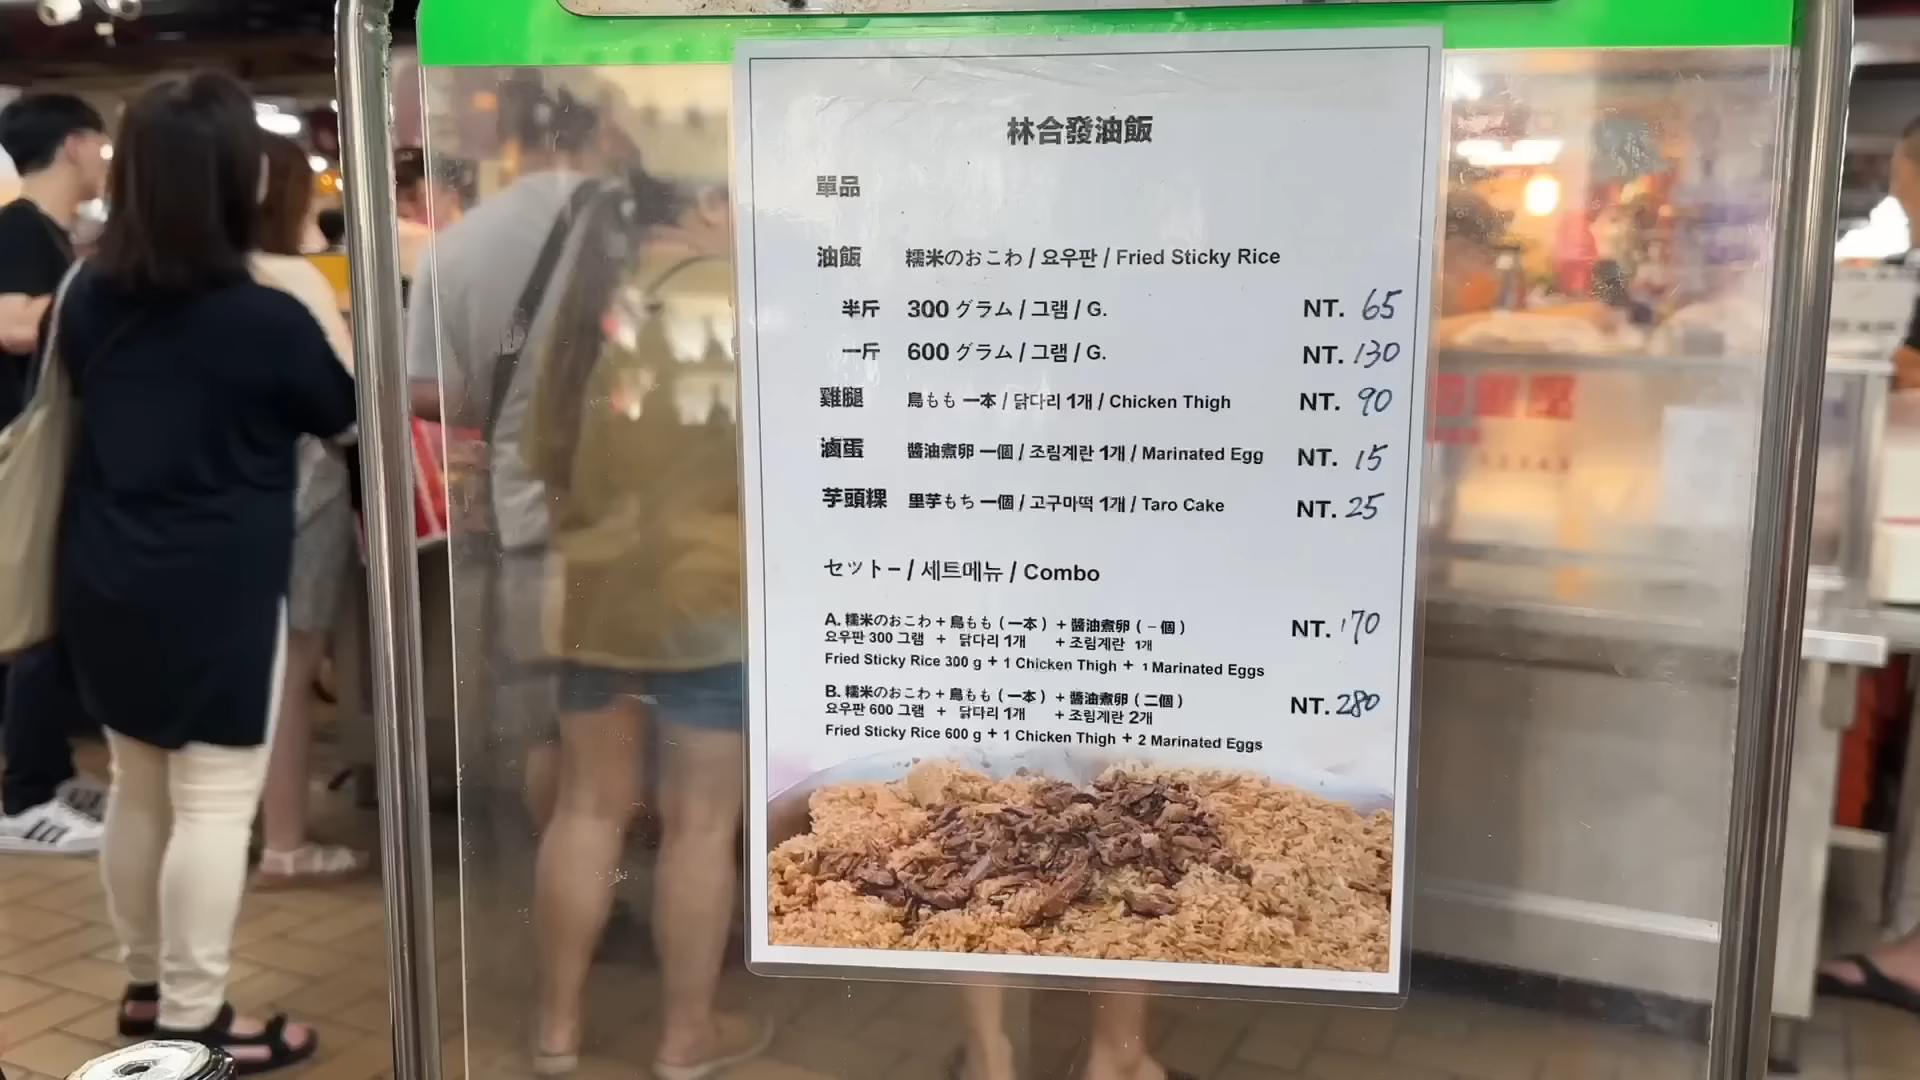 林合發油飯
單品
油飯 糯米のおこわ / 요우판 / Fried Sticky Rice
半斤 300 グラム / 그램 / G. NT. 65
一斤 600 グラム / 그램 / G. NT. 130
雞腿 鳥もも 一本 / 닭다리 1개 / Chicken Thigh NT. 90
滷蛋 醬油煮卵 一個 / 조림계란 1개 / Marinated Egg NT. 15
芋頭粿 里芋もち 一個 / 고구마떡 1개 / Taro Cake NT. 25
セットー / 세트메뉴 / Combo
A. 糯米のおこわ + 鳥もも ( 一本 ) + 醬油煮卵 ( 一個 ) NT. 170
요우판 300 그램 + 닭다리 1개 + 조림계란 1개
Fried Sticky Rice 300 g + 1 Chicken Thigh + 1 Marinated Eggs
B. 糯米のおこわ + 鳥もも ( 一本 ) + 醬油煮卵 ( 二個 ) NT. 280
요우판 600 그램 + 닭다리 1개 + 조림계란 2개
Fried Sticky Rice 600 g + 1 Chicken Thigh + 2 Marinated Eggs